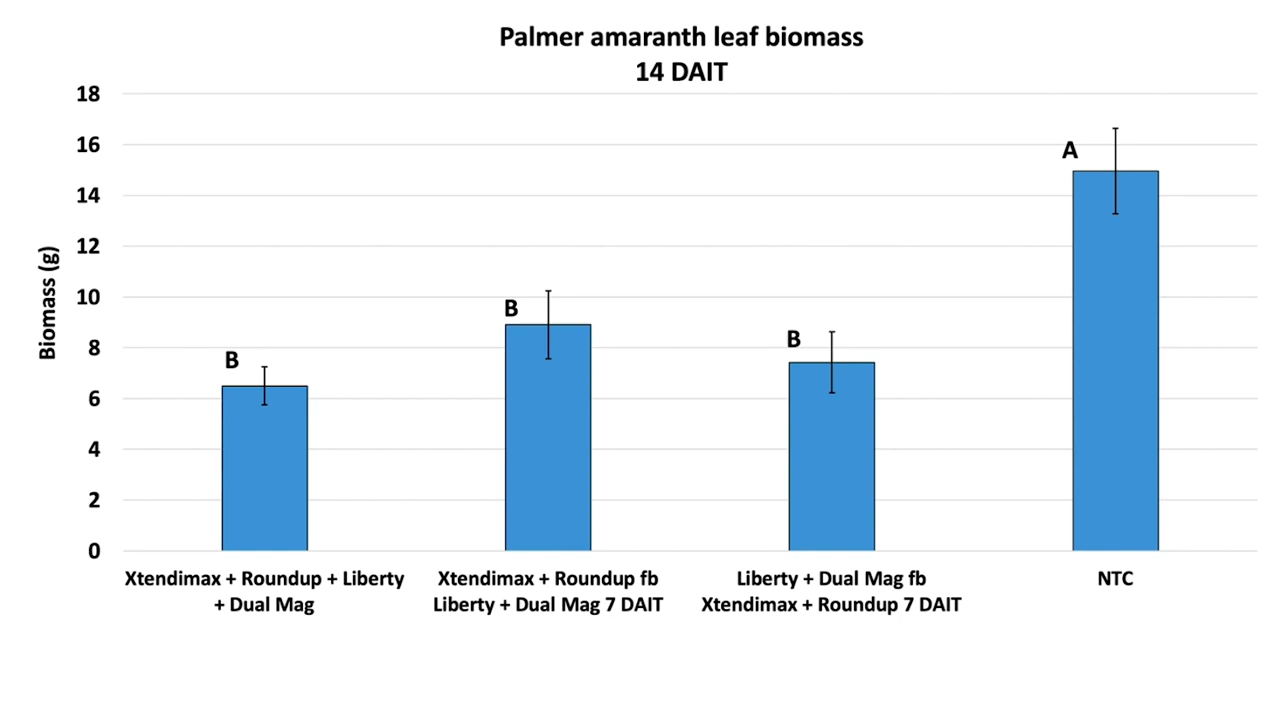 Palmer amaranth leaf biomass
14 DAIT
18
16
14
12
10
8
6
4
2
0
Biomass (g)
B
B
B
A
Xtendimax + Roundup + Liberty
+ Dual Mag
Xtendimax + Roundup fb
Liberty + Dual Mag 7 DAIT
Liberty + Dual Mag fb
Xtendimax + Roundup 7 DAIT
NTC